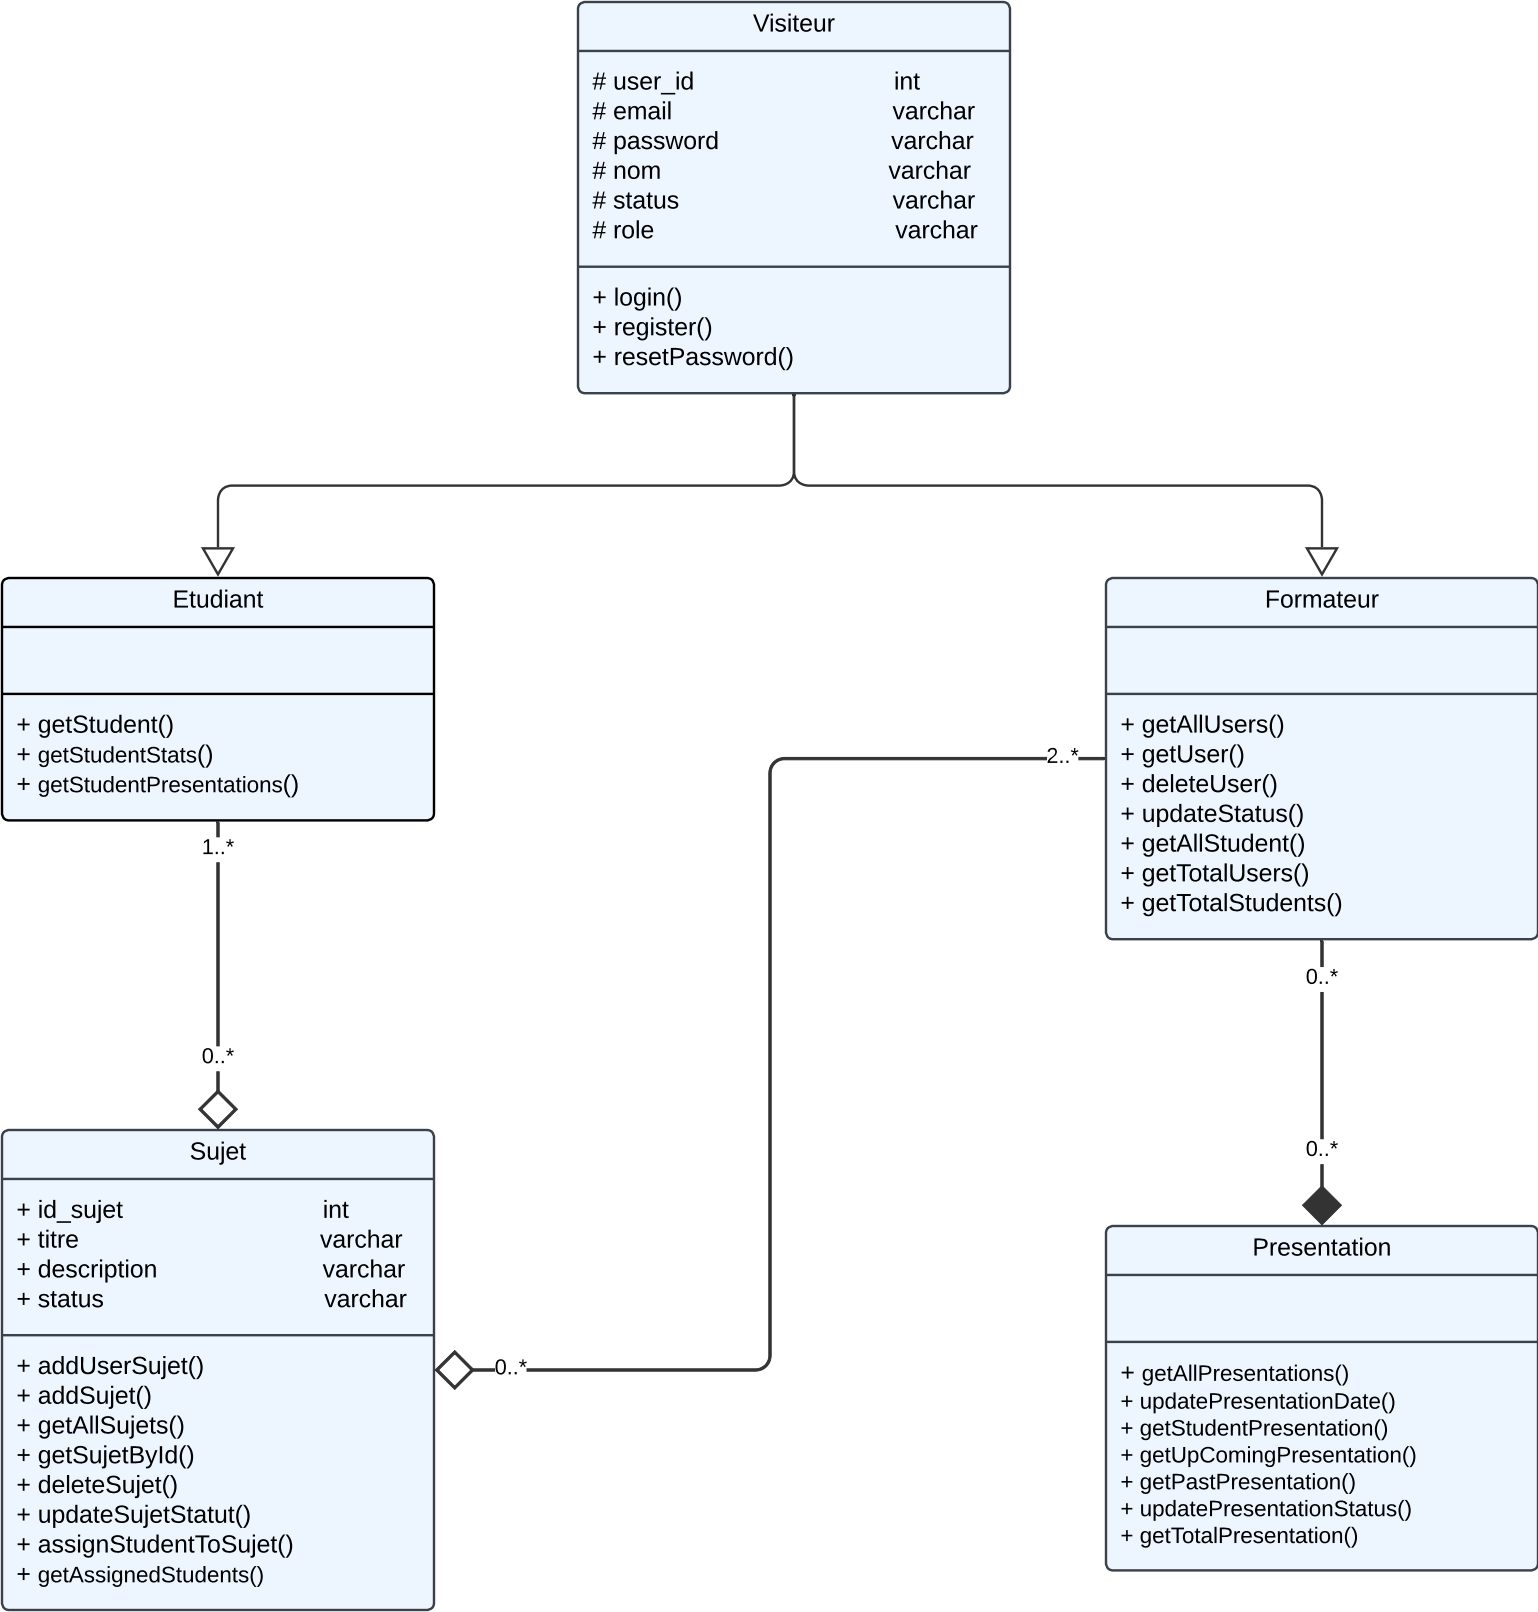 Visiteur
# user_id int
# email varchar
# password varchar
# nom varchar
# status varchar
# role varchar
+ login()
+ register()
+ resetPassword()
Etudiant
+ getStudent()
+ getStudentStats()
+ getStudentPresentations()
Formateur
+ getAllUsers()
+ getUser()
+ deleteUser()
+ updateStatus()
+ getAllStudent()
+ getTotalUsers()
+ getTotalStudents()
2..*
1..*
0..*
0..*
0..*
0..*
Sujet
+ id_sujet int
+ titre varchar
+ description varchar
+ status varchar
+ addUserSujet()
+ addSujet()
+ getAllSujets()
+ getSujetById()
+ deleteSujet()
+ updateSujetStatut()
+ assignStudentToSujet()
+ getAssignedStudents()
Presentation
+ getAllPresentations()
+ updatePresentationDate()
+ getStudentPresentation()
+ getUpComingPresentation()
+ getPastPresentation()
+ updatePresentationStatus()
+ getTotalPresentation()